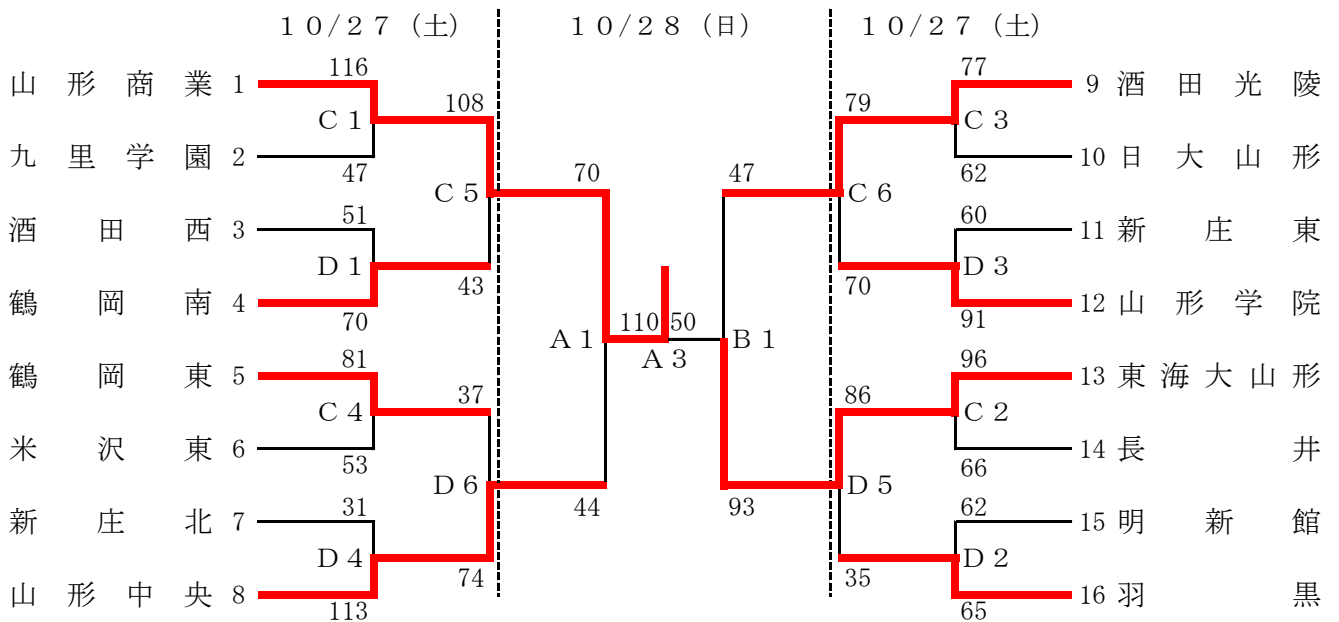 １０/２７（土） １０/２８（日） １０/２７（土）
116 77
山形商業 1 9 酒田光陵
108 79
Ｃ１ Ｃ３
九里学園 2 10 日大山形
47 70 47 62
Ｃ５ Ｃ６
51 60
酒田西 3 11 新庄東
Ｄ１ Ｄ３
43 70
鶴岡南 4 12 山形学院
70 110 50 91
Ａ１ Ａ３ Ｂ１
81 96
鶴岡東 5 13 東海大山形
37 86
Ｃ４ Ｃ２
米沢東 6 14 長井
53 66
Ｄ６ Ｄ５
31 44 93 62
新庄北 7 15 明新館
Ｄ４ Ｄ２
74 35
山形中央 8 16 羽黒
113 65